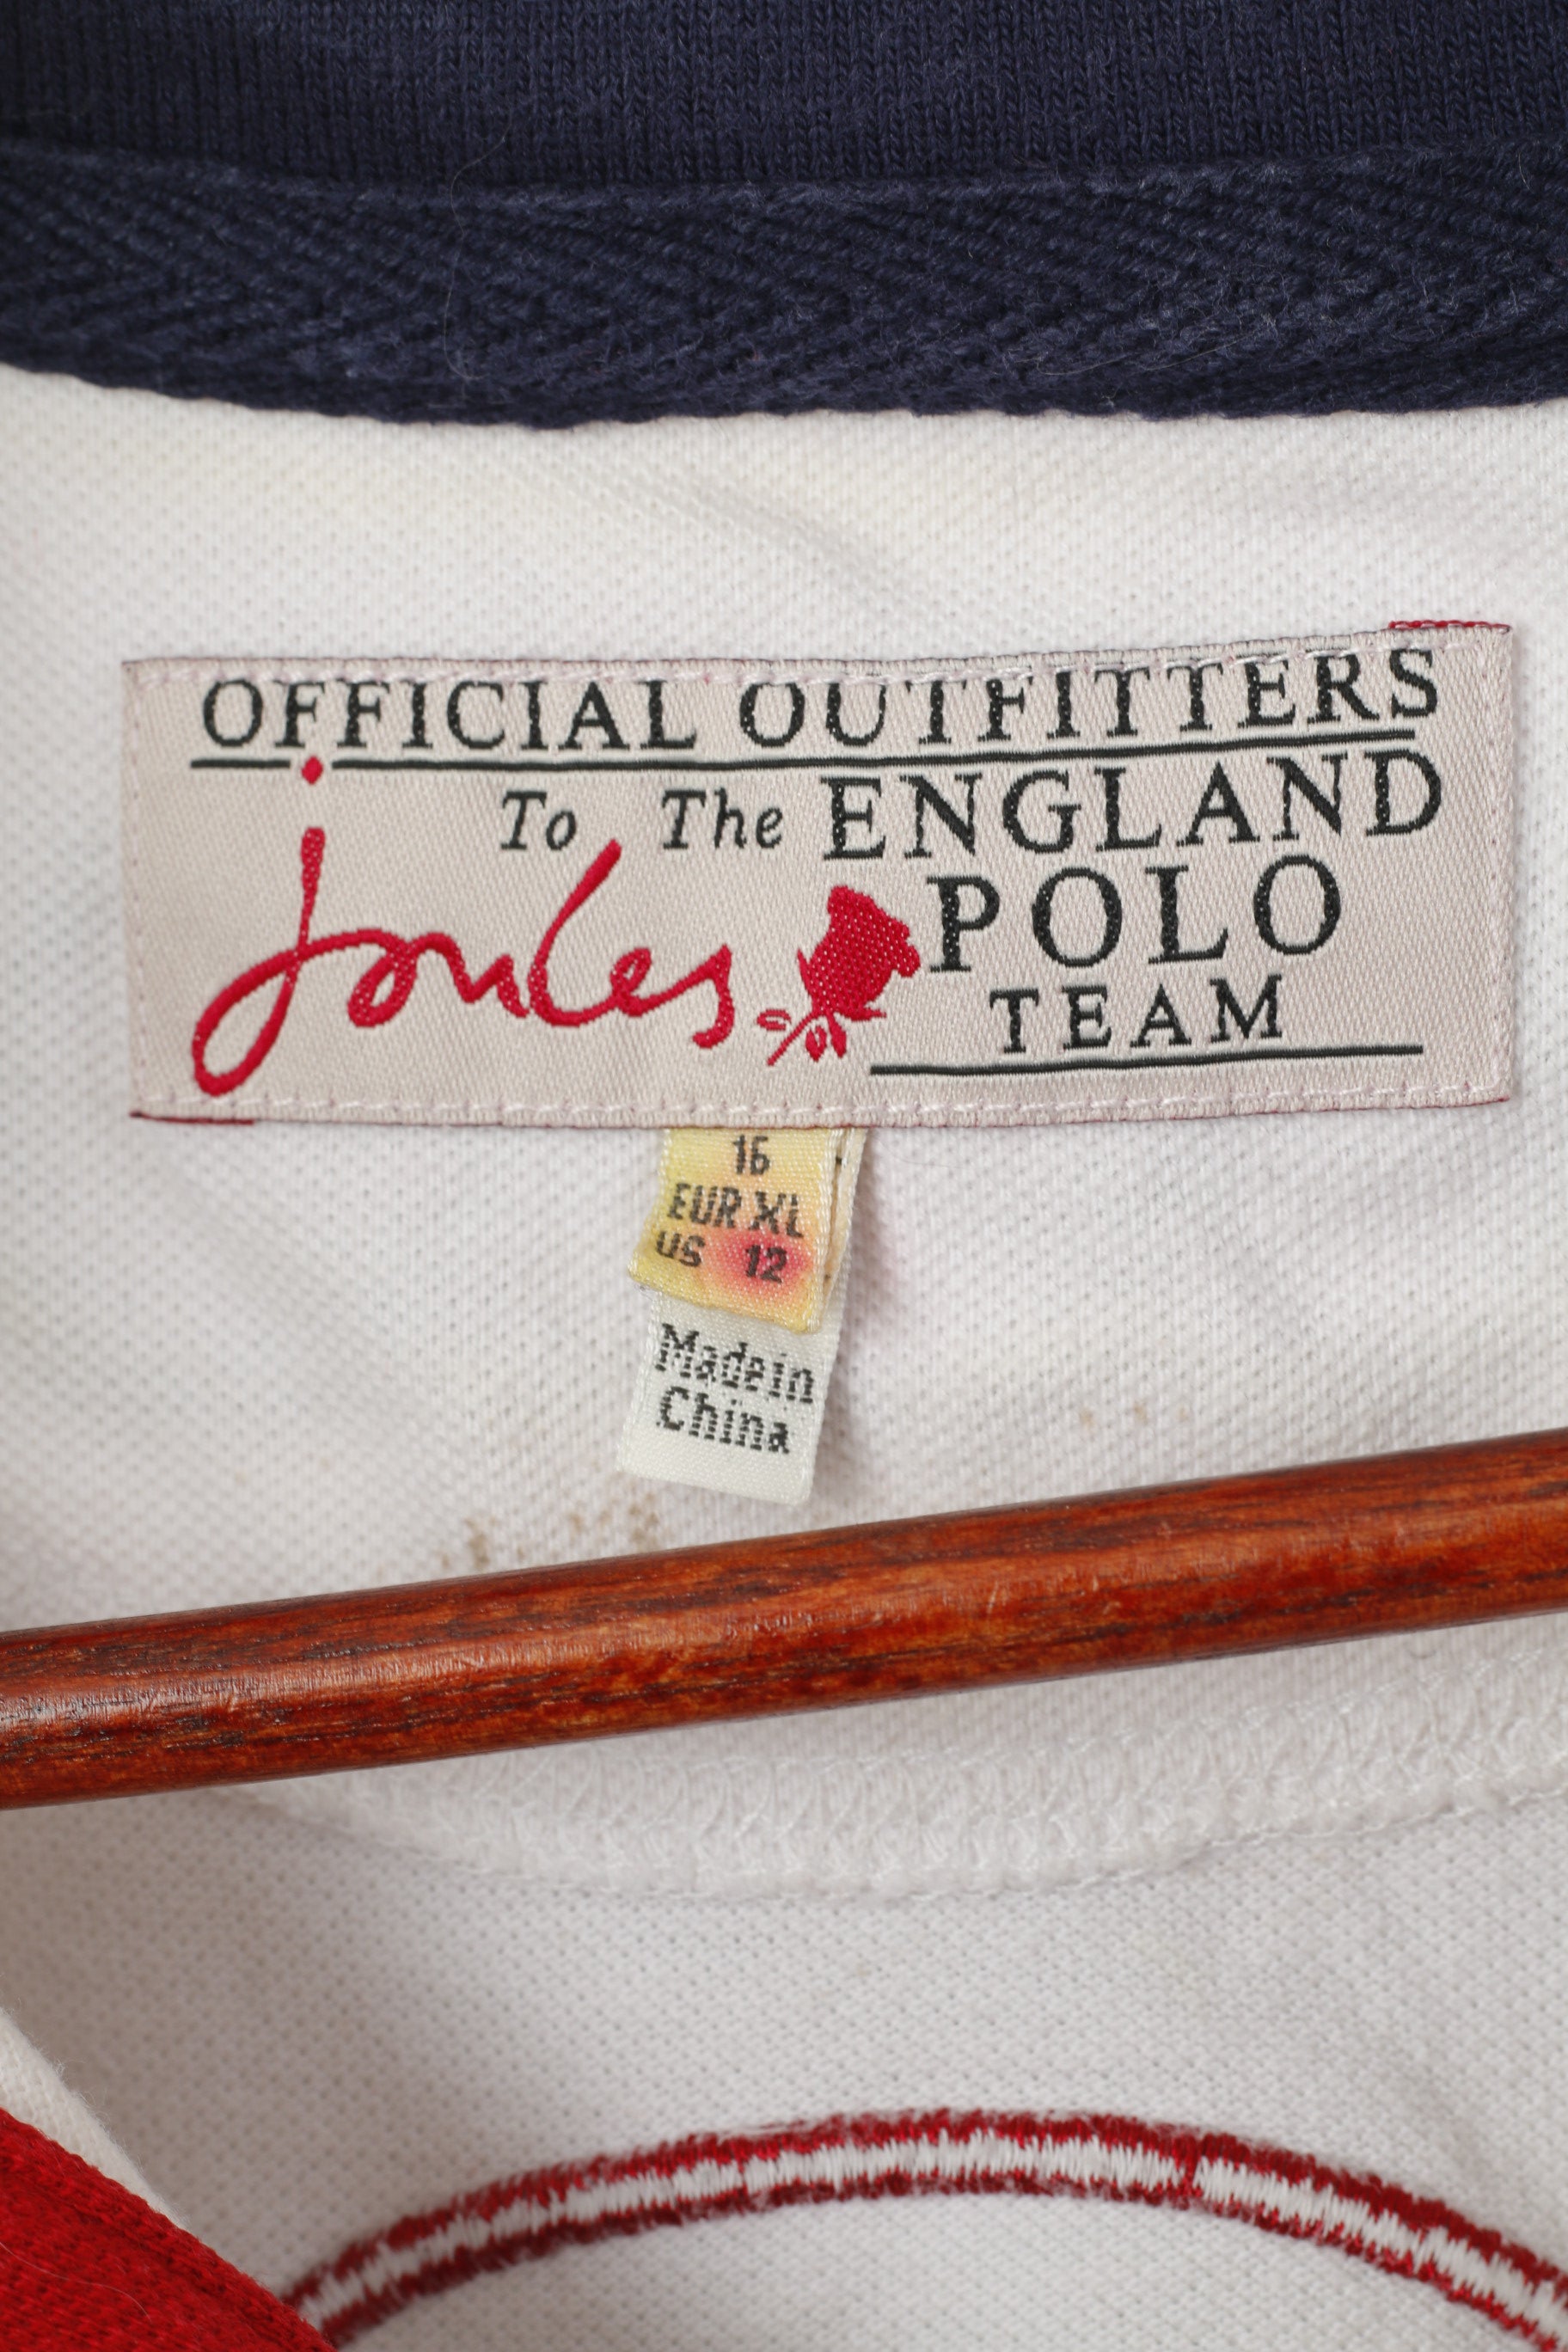 OFFICIAL OUTFITTERS
To The ENGLAND
joules POLO
TEAM
16
EUR XL
US 12
Made in
China